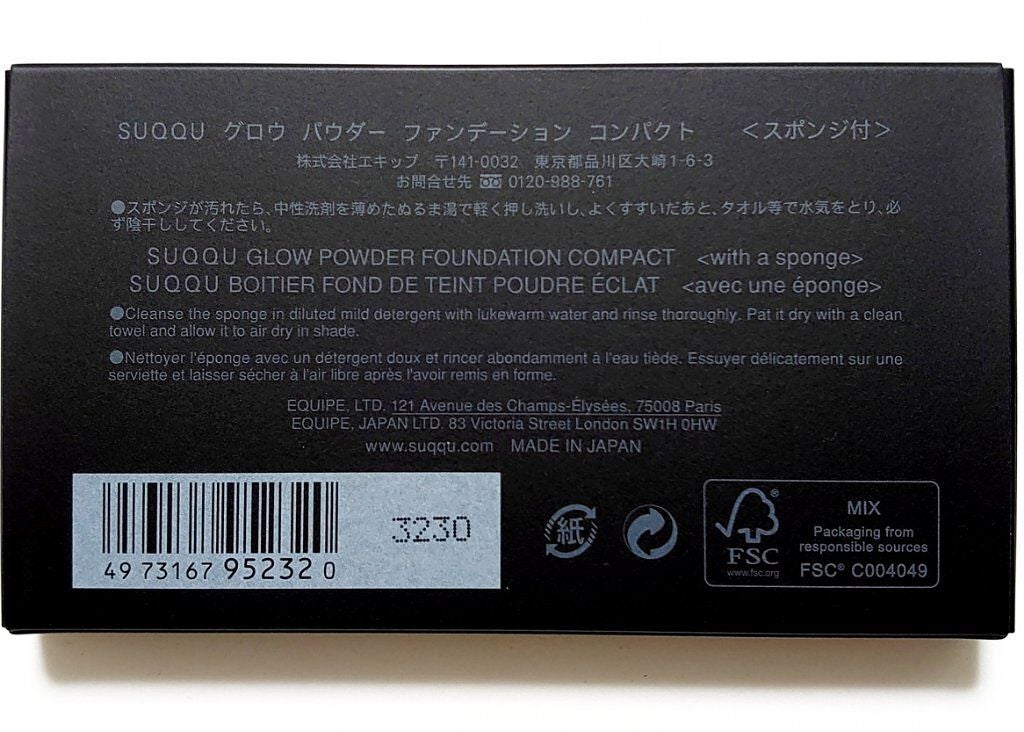 SUQQU グロウ パウダー ファンデーション コンパクト ＜スポンジ付＞
株式会社エキップ 〒141-0032 東京都品川区大崎1-6-3
お問合せ先 0120-988-761
●スポンジが汚れたら、中性洗剤を薄めたぬるま湯で軽く押し洗いし、よくすすいだあと、タオル等で水気をとり、必
ず陰干ししてください。
SUQQU GLOW POWDER FOUNDATION COMPACT <with a sponge>
SUQQU BOITIER FOND DE TEINT POUDRE ÉCLAT <avec une éponge>
●Cleanse the sponge in diluted mild detergent with lukewarm water and rinse thoroughly. Pat it dry with a clean
towel and allow it to air dry in shade.
●Nettoyer l'éponge avec un détergent doux et rincer abondamment à l'eau tiède. Essuyer délicatement sur une
serviette et laisser sécher à l'air libre après l'avoir remis en forme.
EQUIPE, LTD. 121 Avenue des Champs-Élysées, 75008 Paris
EQUIPE, JAPAN LTD. 83 Victoria Street London SW1H 0HW
www.suqqu.com MADE IN JAPAN
4973167952320
3230
紙
FSC®
www.fsc.org
MIX
Packaging from
responsible sources
FSC® C004049